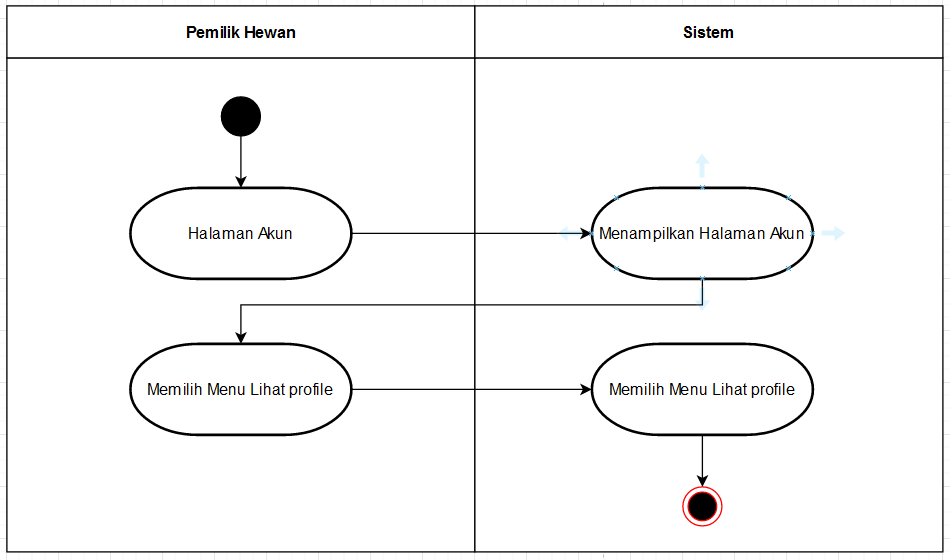 Pemilik Hewan
Sistem
Halaman Akun
Menampilkan Halaman Akun
Memilih Menu Lihat profile
Memilih Menu Lihat profile